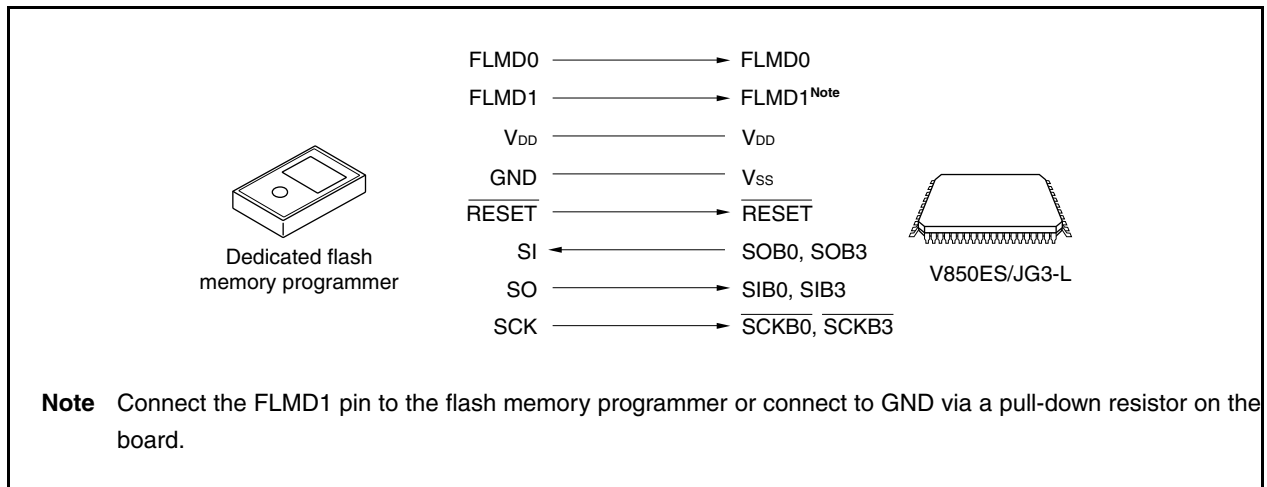 FLMD0 FLMD0
FLMD1 FLMD1Note
VDD VDD
GND VSS
RESET RESET
SI SOB0, SOB3
SO SIB0, SIB3
SCK SCKB0, SCKB3
Dedicated flash
memory programmer
V850ES/JG3-L
Note Connect the FLMD1 pin to the flash memory programmer or connect to GND via a pull-down resistor on the
board.